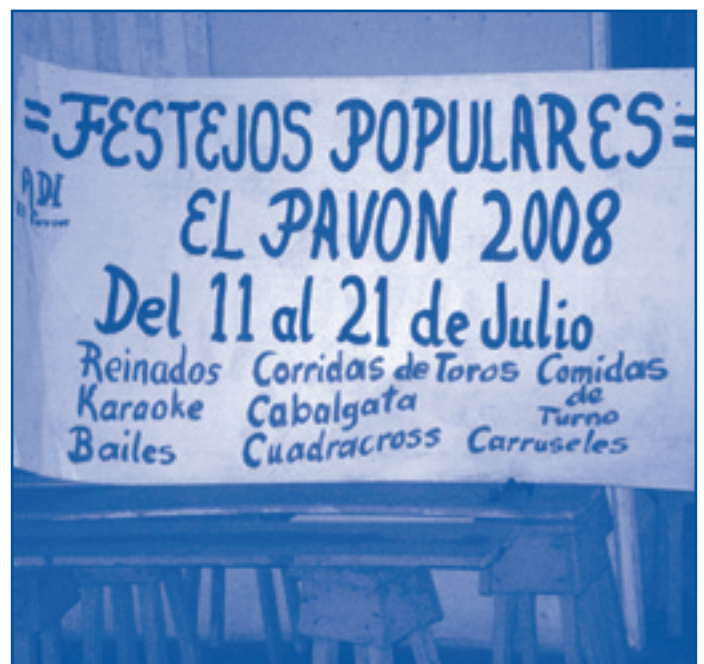 =FESTEJOS POPULARES=
ADI
EL PAVON 2008
Del 11 al 21 de Julio
Reinados Corridas de Toros Comidas de Turno
Karaoke Cabalgata
Bailes Cuadracross Carruseles